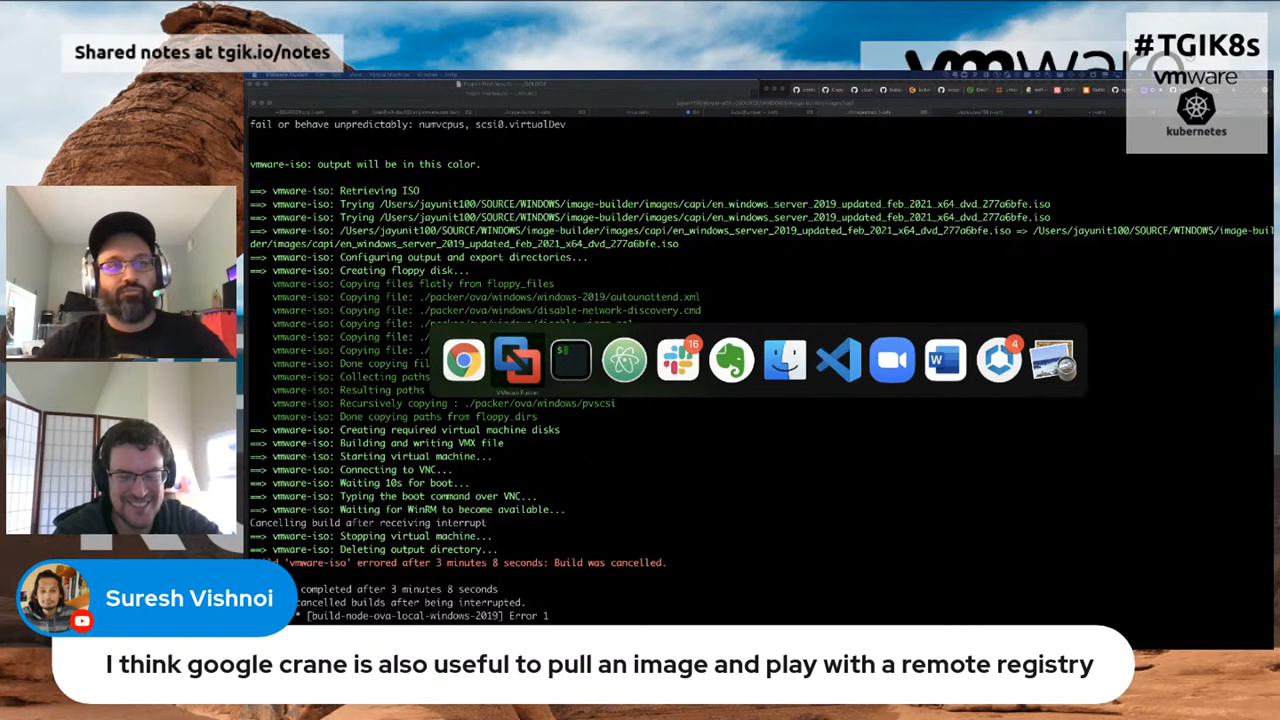 Shared notes at tgik.io/notes
vmware
#TGIK8s
vmware
kubernetes
fail or behave unpredictably: numvcpus, scsi0.virtualDev
vmware-iso: output will be in this color.
==> vmware-iso: Retrieving ISO
==> vmware-iso: Trying /Users/jayunit100/SOURCE/WINDOWS/image-builder/images/capi/en_windows_server_2019_updated_feb_2021_x64_dvd_277a6bfe.iso
==> vmware-iso: Trying /Users/jayunit100/SOURCE/WINDOWS/image-builder/images/capi/en_windows_server_2019_updated_feb_2021_x64_dvd_277a6bfe.iso
==> vmware-iso: /Users/jayunit100/SOURCE/WINDOWS/image-builder/images/capi/en_windows_server_2019_updated_feb_2021_x64_dvd_277a6bfe.iso => /Users/jayunit100/SOURCE/WINDOWS/image-buil
der/images/capi/en_windows_server_2019_updated_feb_2021_x64_dvd_277a6bfe.iso
==> vmware-iso: Configuring output and export directories...
==> vmware-iso: Creating floppy disk...
vmware-iso: Copying files flatly from floppy_files
vmware-iso: Copying file: ./packer/ova/windows/windows-2019/autounattend.xml
vmware-iso: Copying file: ./packer/ova/windows/disable-network-discovery.cmd
vmware-iso: Copying file:
vmware-iso: Copying file: .
vmware-iso: Copying file: .
vmware-iso: Done copying file
vmware-iso: Collecting paths
vmware-iso: Resulting paths
vmware-iso: Recursively copying : ./packer/ova/windows/pvscsi
vmware-iso: Done copying paths from floppy_dirs
==> vmware-iso: Creating required virtual machine disks
==> vmware-iso: Building and writing VMX file
==> vmware-iso: Starting virtual machine...
==> vmware-iso: Connecting to VNC...
==> vmware-iso: Waiting 10s for boot...
==> vmware-iso: Typing the boot command over VNC...
==> vmware-iso: Waiting for WinRM to become available...
Cancelling build after receiving interrupt
==> vmware-iso: Stopping virtual machine...
==> vmware-iso: Deleting output directory...
'vmware-iso' errored after 3 minutes 8 seconds: Build was cancelled.
completed after 3 minutes 8 seconds
cancelled builds after being interrupted.
* [build-node-ova-local-windows-2019] Error 1
16
4
VMware Fusion
Suresh Vishnoi
I think google crane is also useful to pull an image and play with a remote registry